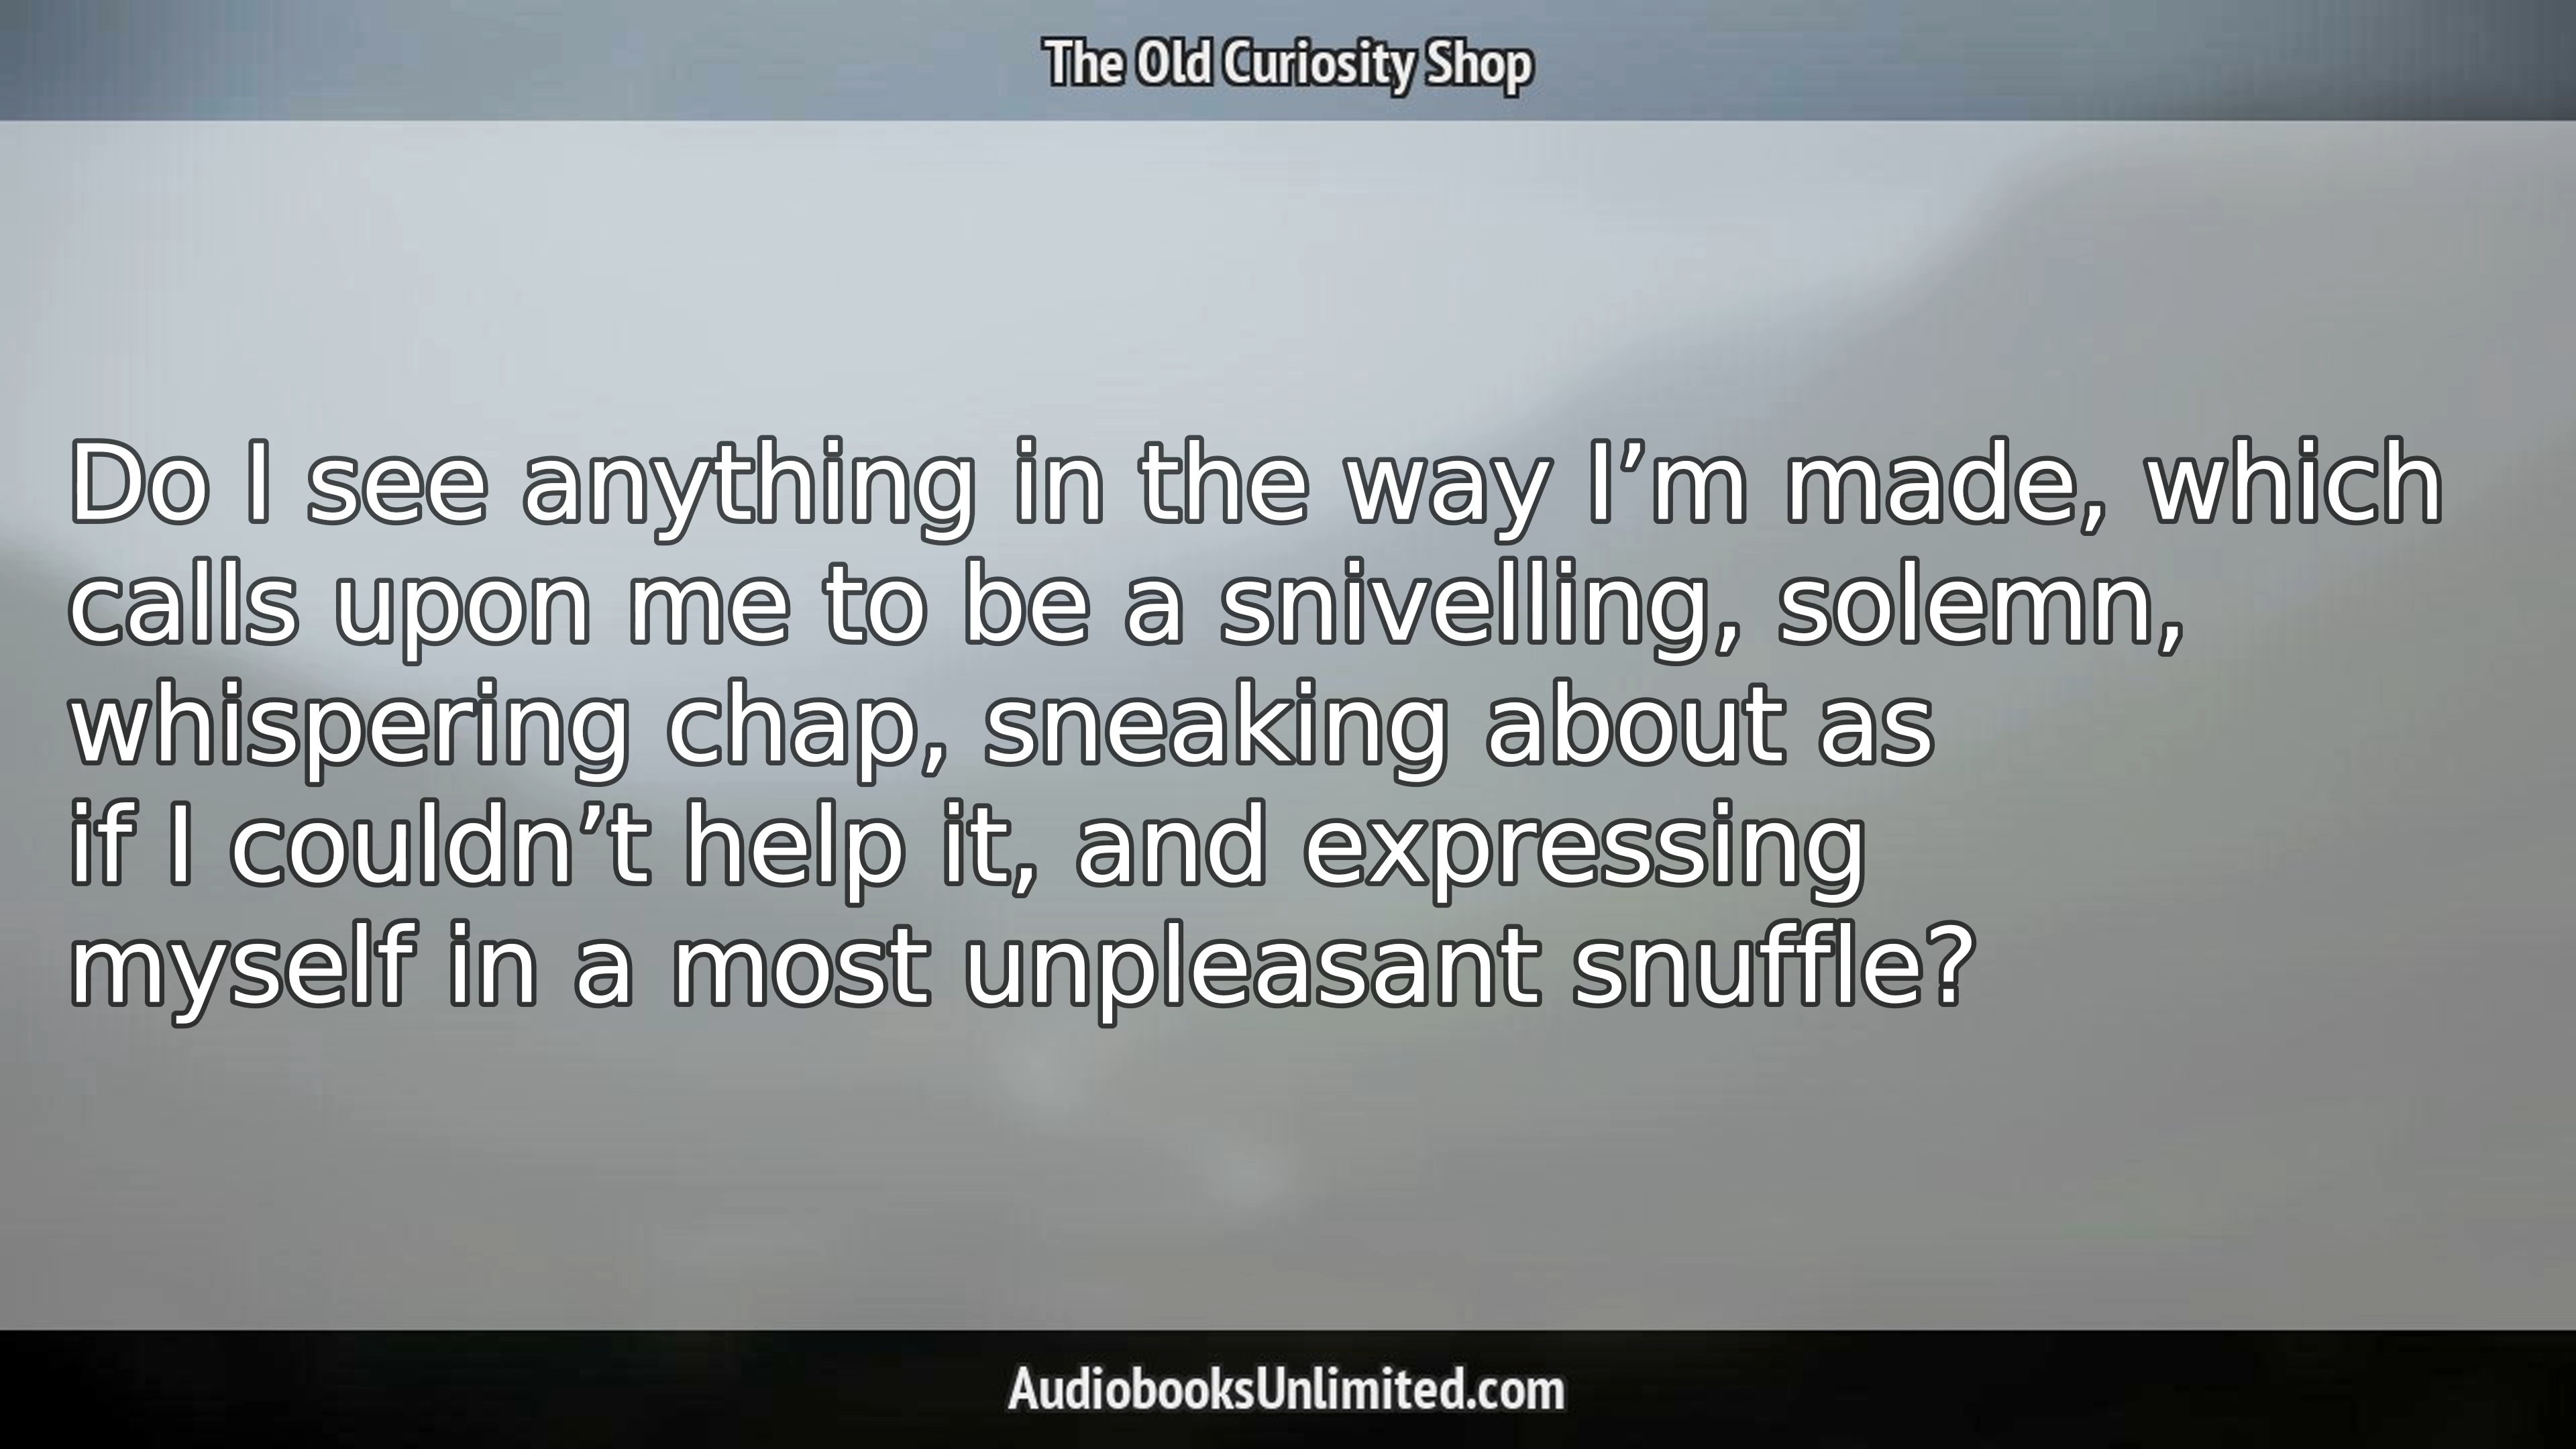 The Old Curiosity Shop
Do I see anything in the way I’m made, which
calls upon me to be a snivelling, solemn,
whispering chap, sneaking about as
if I couldn’t help it, and expressing
myself in a most unpleasant snuffle?
AudiobooksUnlimited.com